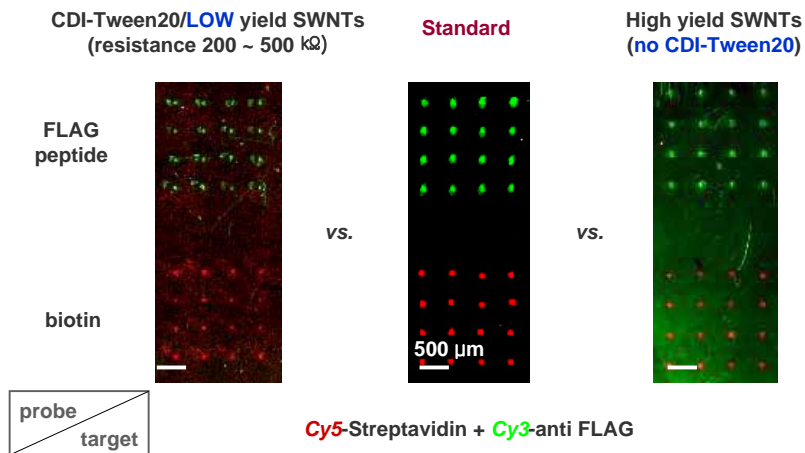 CDI-Tween20/LOW yield SWNTs
(resistance 200 ~ 500 ㏀)
Standard
High yield SWNTs
(no CDI-Tween20)
FLAG
peptide
vs.
vs.
biotin
500 µm
probe
target
Cy5-Streptavidin + Cy3-anti FLAG